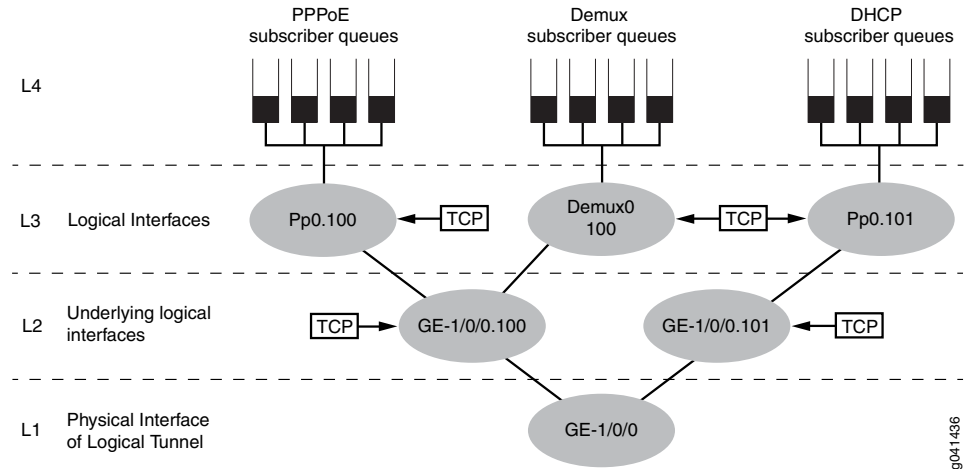 PPPoE
subscriber queues
Demux
subscriber queues
DHCP
subscriber queues
L4
L3
Logical Interfaces
Pp0.100
TCP
Demux0
100
TCP
Pp0.101
L2
Underlying logical
interfaces
TCP
GE-1/0/0.100
GE-1/0/0.101
TCP
L1
Physical Interface
of Logical Tunnel
GE-1/0/0
g041436